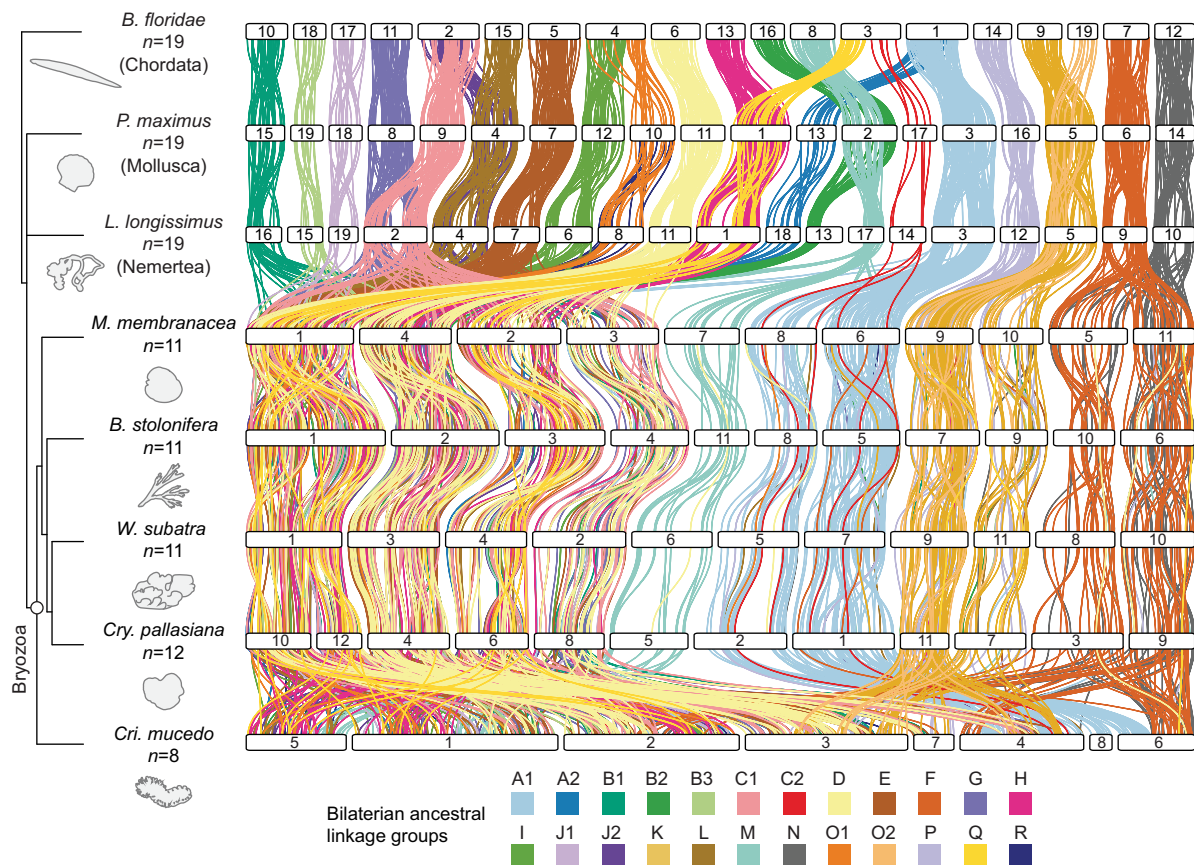 B. floridae
n=19
(Chordata)
10 18 17 11 2 15 5 4 6 13 16 8 3 1 14 9 19 7 12
P. maximus
n=19
(Mollusca)
15 19 18 8 9 4 7 12 10 11 1 13 2 17 3 16 5 6 14
L. longissimus
n=19
(Nemertea)
16 15 19 2 4 7 6 8 11 1 18 13 17 14 3 12 5 9 10
M. membranacea
n=11
1 4 2 3 7 8 6 9 10 5 11
B. stolonifera
n=11
1 2 3 4 11 8 5 7 9 10 6
W. subatra
n=11
1 3 4 2 6 5 7 9 11 8 10
Cry. pallasiana
n=12
10 12 4 6 8 5 2 1 11 7 3 9
Cri. mucedo
n=8
5 1 2 3 7 4 8 6
Bryozoa
Bilaterian ancestral
linkage groups
A1 A2 B1 B2 B3 C1 C2 D E F G H
I J1 J2 K L M N O1 O2 P Q R